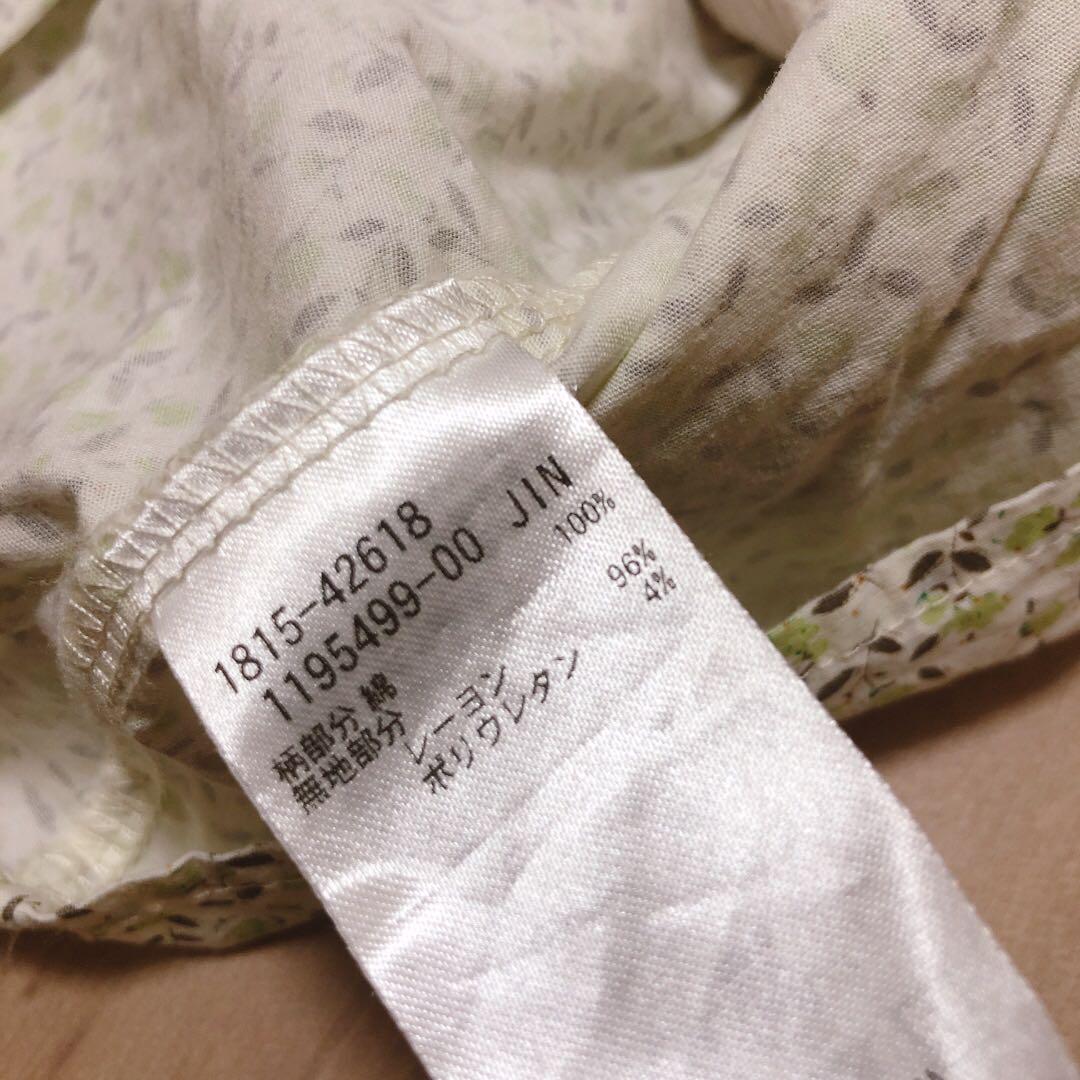 1815-42618
1195499-00 JIN
柄部分 綿 100%
無地部分 レーヨン 96%
ポリウレタン 4%